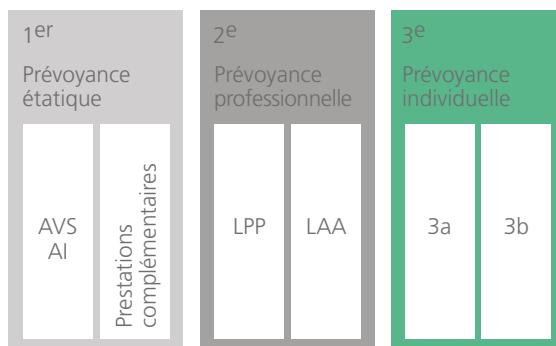 1er
Prévoyance
étatique
AVS
AI
Prestations
complémentaires
2e
Prévoyance
professionnelle
LPP
LAA
3e
Prévoyance
individuelle
3a
3b